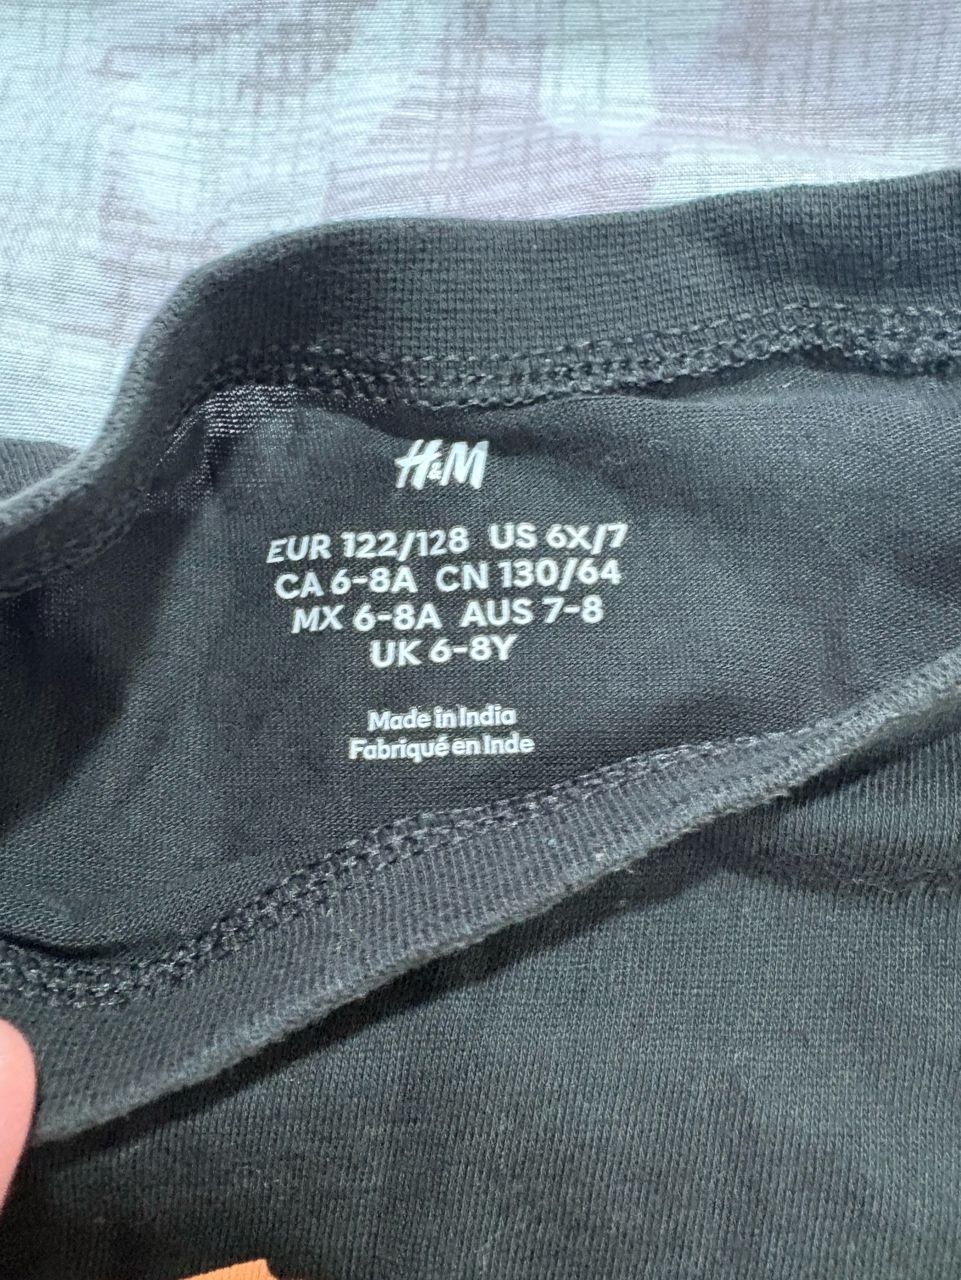 H&M
EUR 122/128 US 6X/7
CA 6-8A CN 130/64
MX 6-8A AUS 7-8
UK 6-8Y
Made in India
Fabriqué en Inde